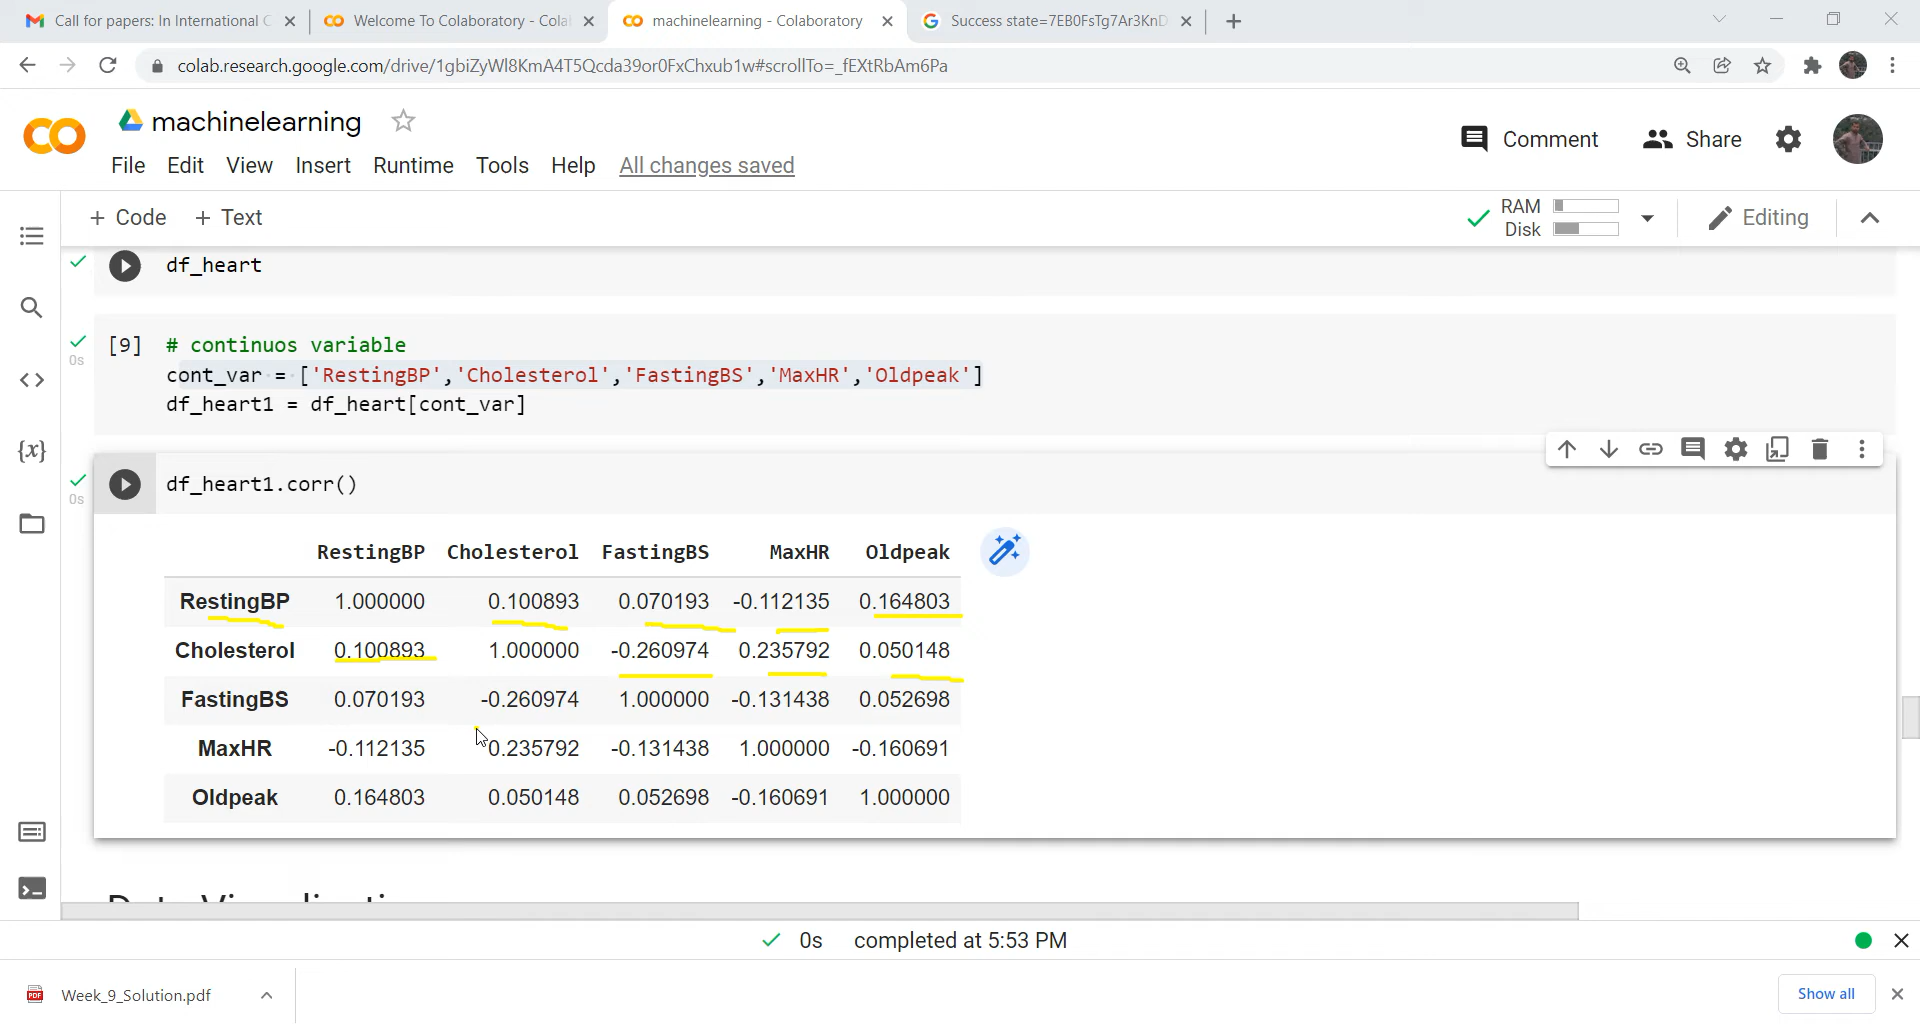 Call for papers: In International C
Welcome To Colaboratory - Cola
machinelearning - Colaboratory
Success state=7EB0FsTg7Ar3KnD
colab.research.google.com/drive/1gbiZyWl8KmA4T5Qcda39or0FxChxub1w#scrollTo=_fEXtRbAm6Pa
machinelearning
Comment
Share
File Edit View Insert Runtime Tools Help All changes saved
+ Code + Text
RAM
Disk
Editing
df_heart
[9] # continuos variable
0s
cont_var = ['RestingBP','Cholesterol','FastingBS','MaxHR','Oldpeak']
df_heart1 = df_heart[cont_var]
df_heart1.corr()
0s
RestingBP Cholesterol FastingBS MaxHR Oldpeak
RestingBP 1.000000 0.100893 0.070193 -0.112135 0.164803
Cholesterol 0.100893 1.000000 -0.260974 0.235792 0.050148
FastingBS 0.070193 -0.260974 1.000000 -0.131438 0.052698
MaxHR -0.112135 0.235792 -0.131438 1.000000 -0.160691
Oldpeak 0.164803 0.050148 0.052698 -0.160691 1.000000
0s completed at 5:53 PM
PDF Week_9_Solution.pdf
Show all